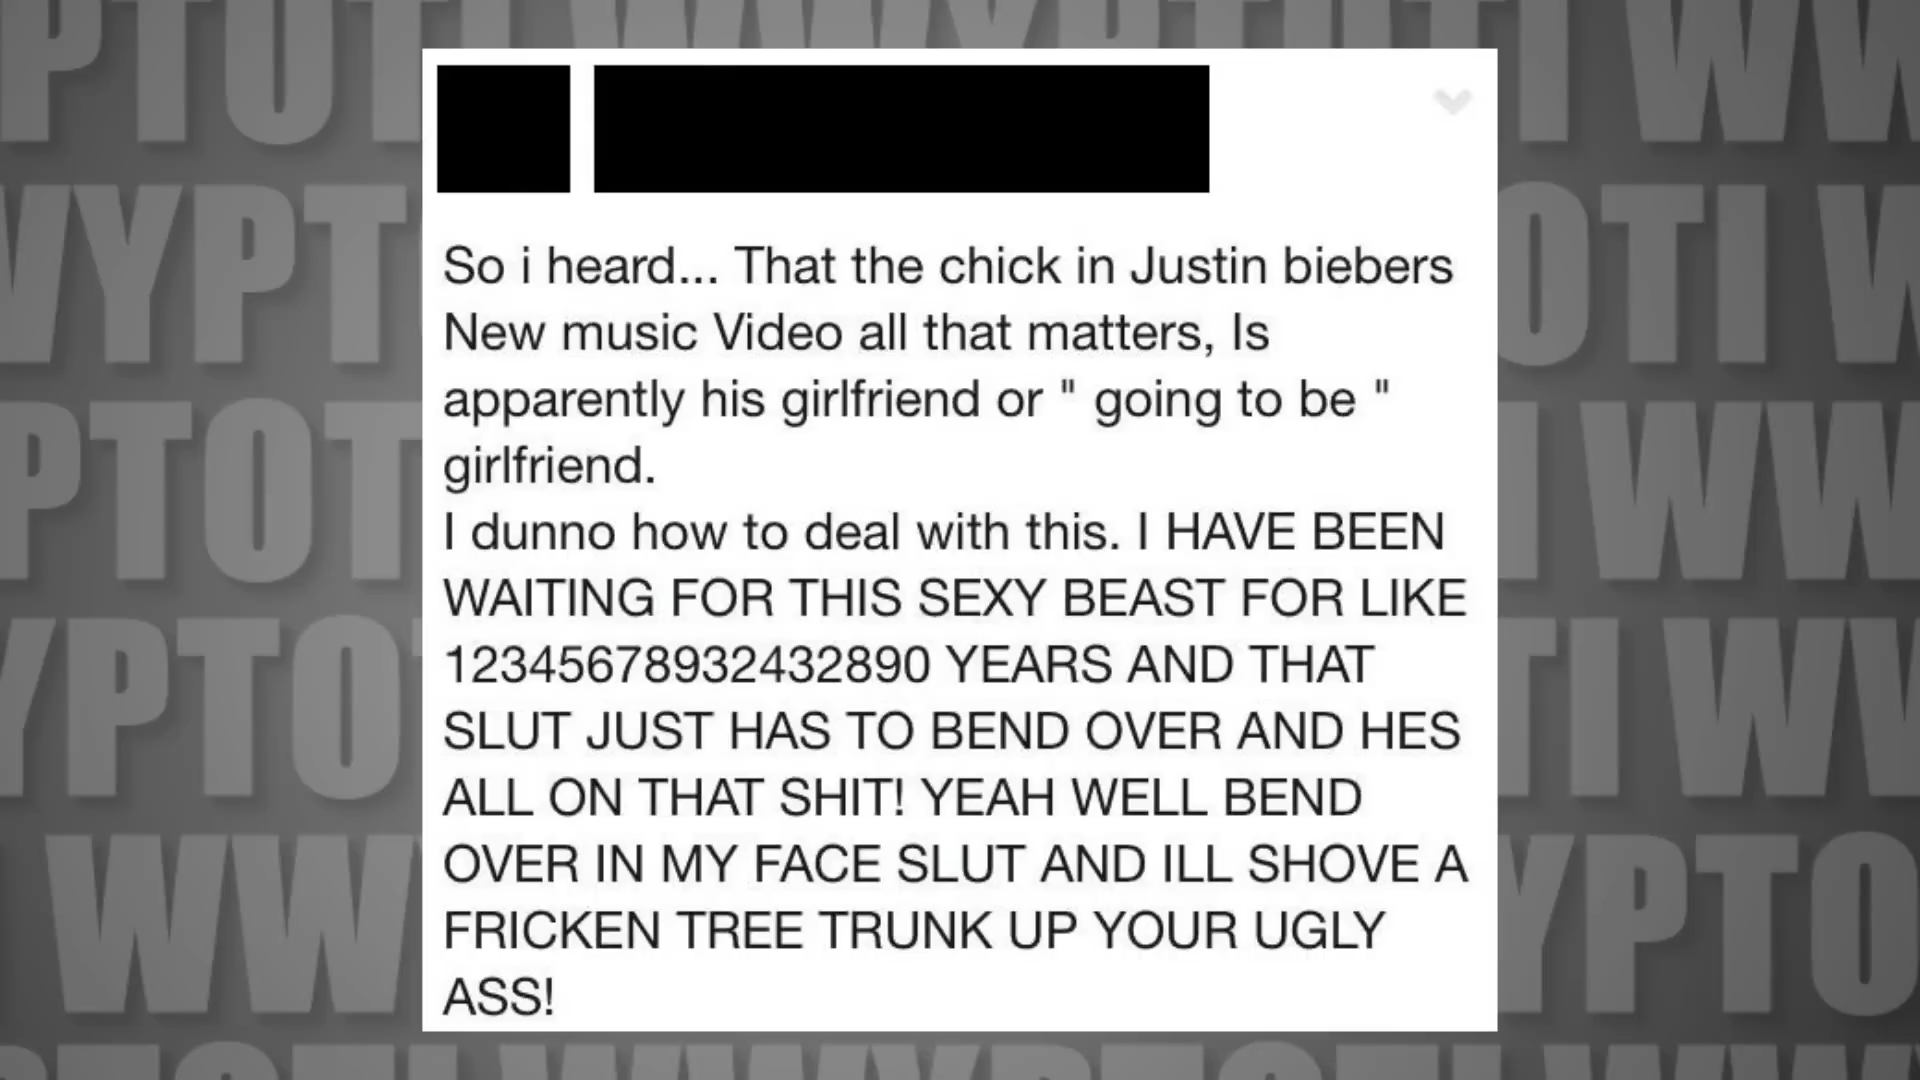 So i heard... That the chick in Justin biebers
New music Video all that matters, Is
apparently his girlfriend or " going to be "
girlfriend.
I dunno how to deal with this. I HAVE BEEN
WAITING FOR THIS SEXY BEAST FOR LIKE
12345678932432890 YEARS AND THAT
SLUT JUST HAS TO BEND OVER AND HES
ALL ON THAT SHIT! YEAH WELL BEND
OVER IN MY FACE SLUT AND ILL SHOVE A
FRICKEN TREE TRUNK UP YOUR UGLY
ASS!